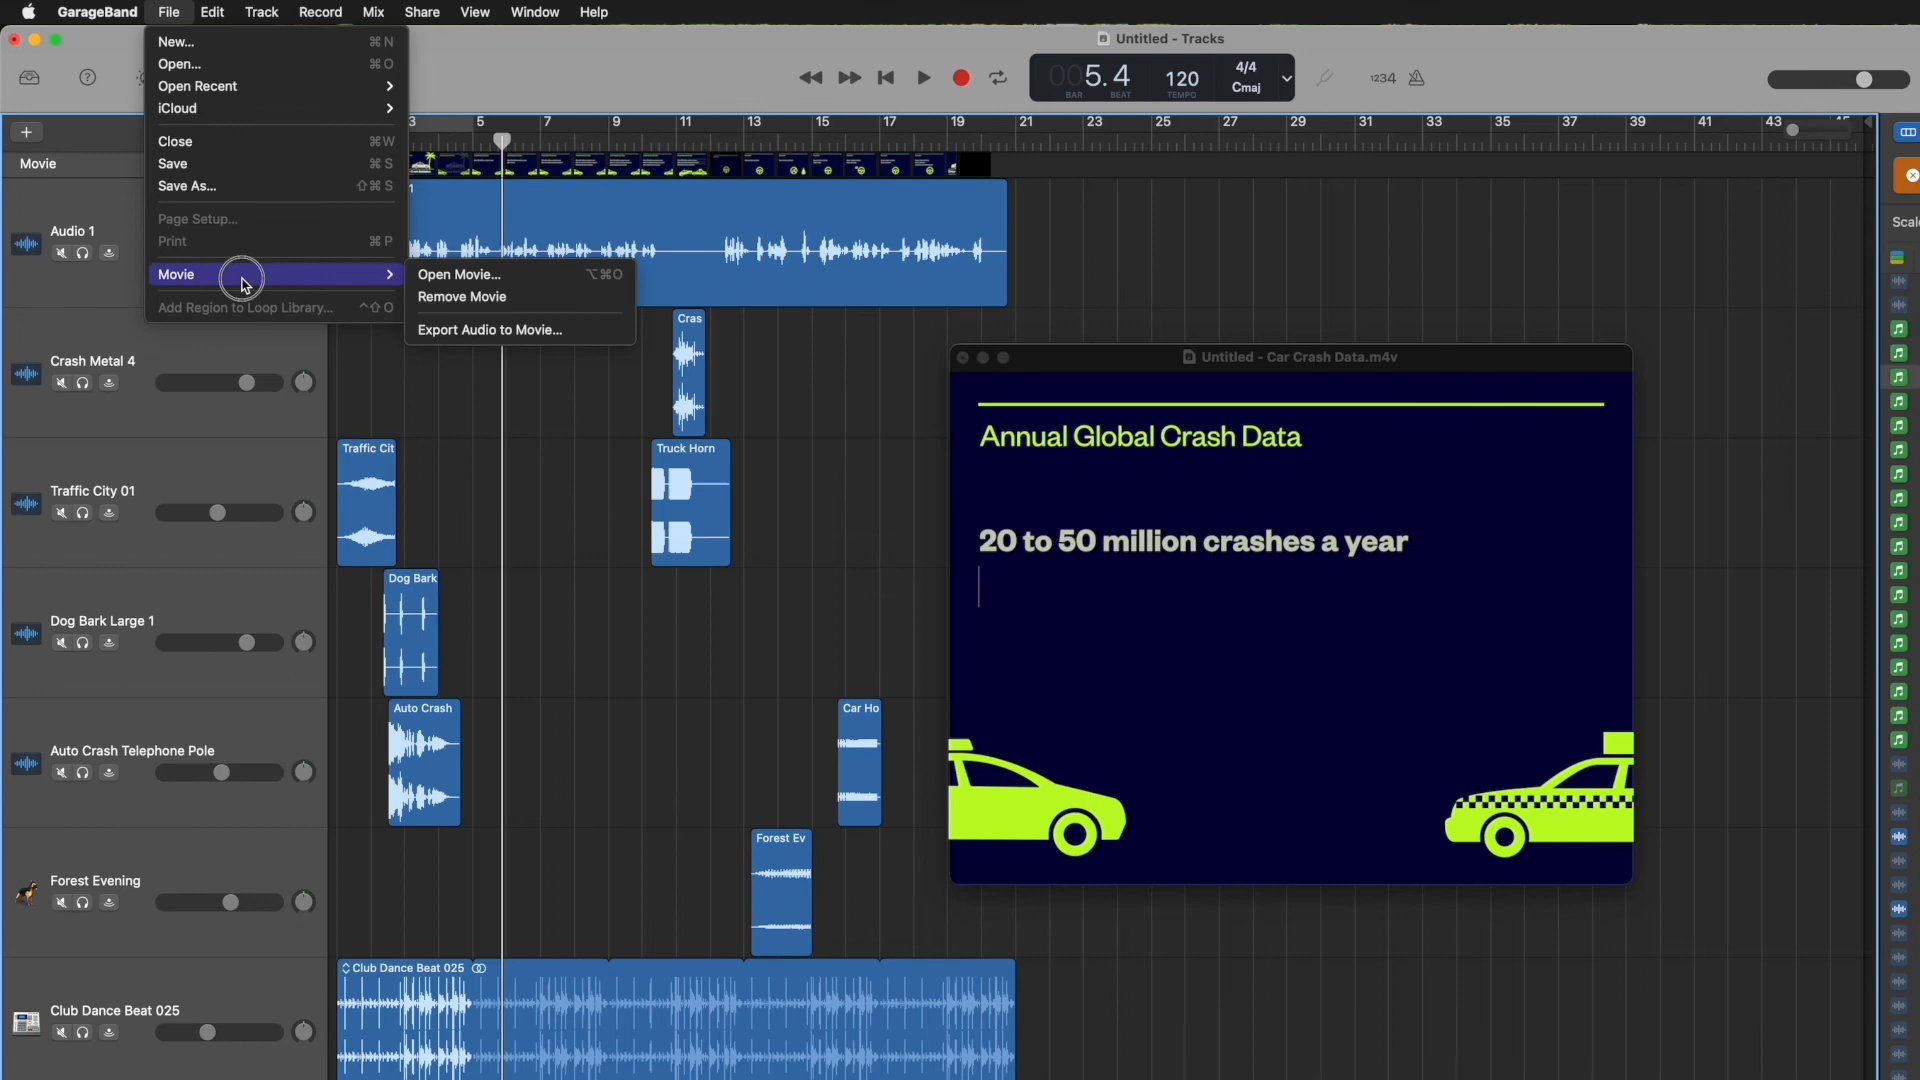 GarageBand File Edit Track Record Mix Share View Window Help
Untitled - Tracks
New... ⌘N
Open... ⌘O
Open Recent
iCloud
Close ⌘W
Save ⌘S
Save As... ⇧⌘S
Page Setup...
Print ⌘P
Movie
Add Region to Loop Library... ^⇧O
Open Movie... ⌥⌘O
Remove Movie
Export Audio to Movie...
005.4
BAR BEAT
120
TEMPO
4/4
Cmaj
1234
3 5 7 9 11 13 15 17 19 21 23 25 27 29 31 33 35 37 39 41 43 45
Movie
1
Scale
Audio 1
Cras
Crash Metal 4
Untitled - Car Crash Data.m4v
Annual Global Crash Data
20 to 50 million crashes a year
Traffic Cit
Truck Horn
Traffic City 01
Dog Bark
Dog Bark Large 1
Auto Crash
Car Ho
Auto Crash Telephone Pole
Forest Ev
Forest Evening
Club Dance Beat 025
Club Dance Beat 025